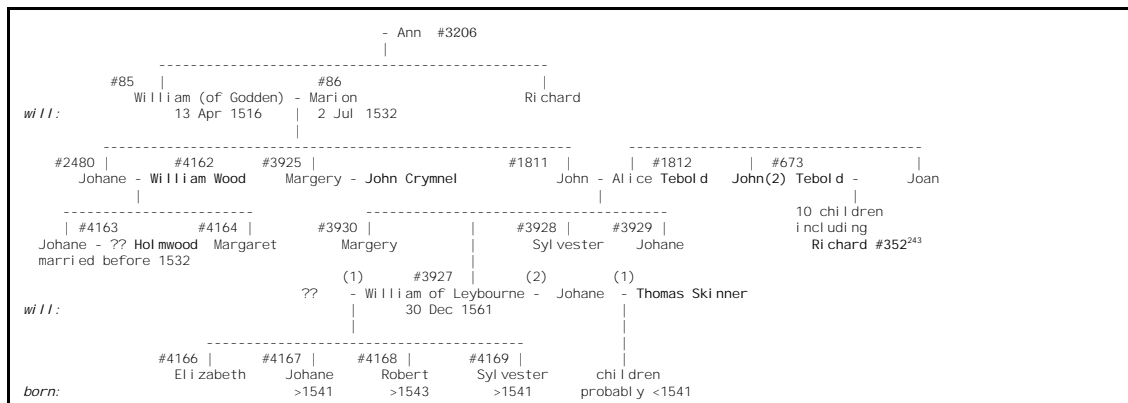 - Ann #3206
|
-------------------------------------------------
#85 | #86 |
William (of Godden) - Marion Richard
will: 13 Apr 1516 | 2 Jul 1532
|
------------------------------------------------------------ -------------------------------------
#2480 | #4162 #3925 | #1811 | | #1812 | #673 |
Johane - William Wood Margery - John Crymnel John - Alice Tebold John(2) Tebold - Joan
| | |
------------------------ -------------------------------------- 10 children
| #4163 #4164 | #3930 | | #3928 | #3929 | including
Johane - ?? Holmwood Margaret Margery | Sylvester Johane Richard #352²⁴³
married before 1532 |
(1) #3927 | (2) (1)
?? - William of Leybourne - Johane - Thomas Skinner
will: | 30 Dec 1561 |
| |
---------------------------------------- |
#4166 | #4167 | #4168 | #4169 | |
Elizabeth Johane Robert Sylvester children
born: >1541 >1543 >1541 probably <1541